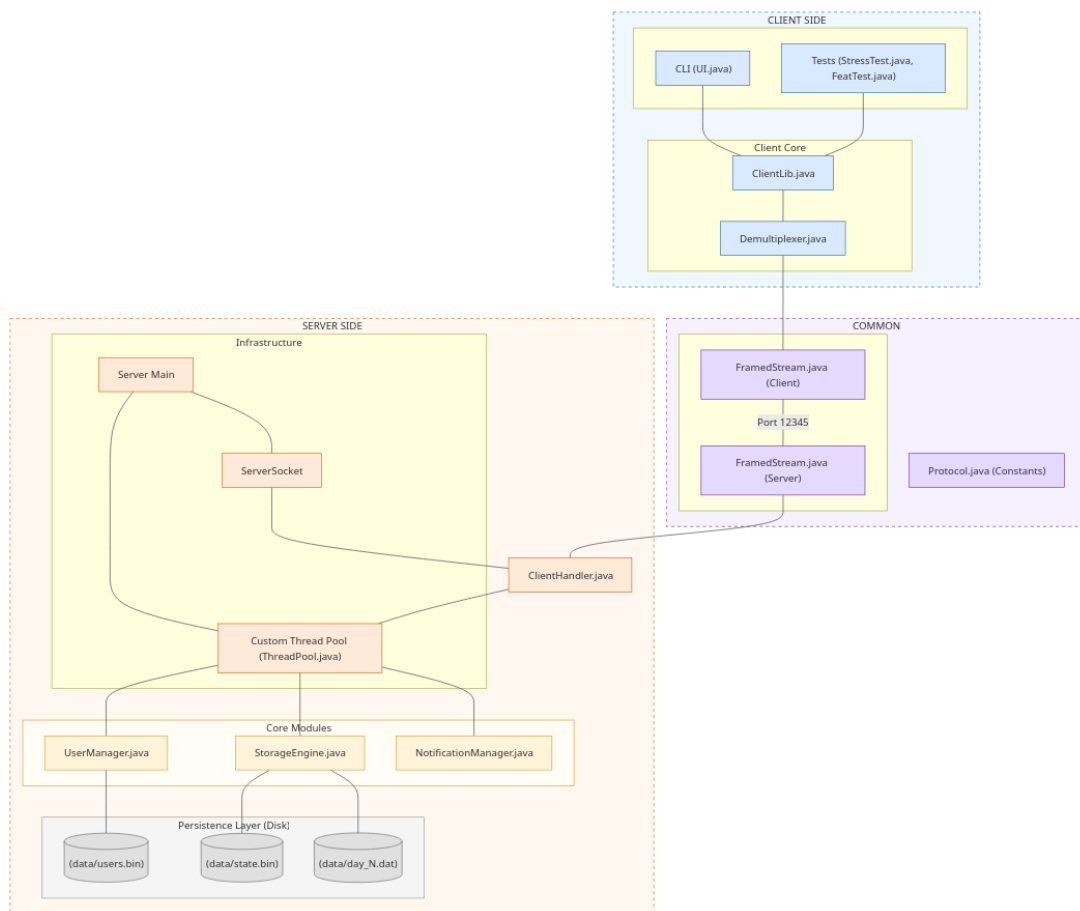 CLIENT SIDE
CLI (UI.java)
Tests (StressTest.java,
FeatTest.java)
Client Core
ClientLib.java
Demultiplexer.java
SERVER SIDE
Infrastructure
Server Main
ServerSocket
ClientHandler.java
Custom Thread Pool
(ThreadPool.java)
Core Modules
UserManager.java
StorageEngine.java
NotificationManager.java
Persistence Layer (Disk)
(data/users.bin)
(data/state.bin)
(data/day_N.dat)
COMMON
FramedStream.java
(Client)
Port 12345
FramedStream.java
(Server)
Protocol.java (Constants)